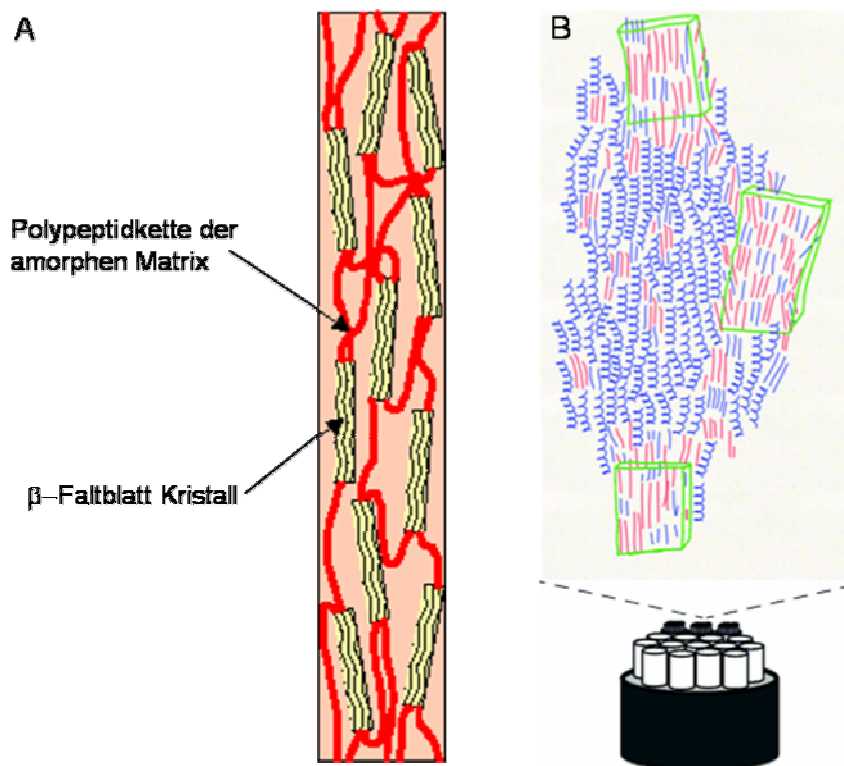 A
B
Polypeptidkette der
amorphen Matrix
β–Faltblatt Kristall